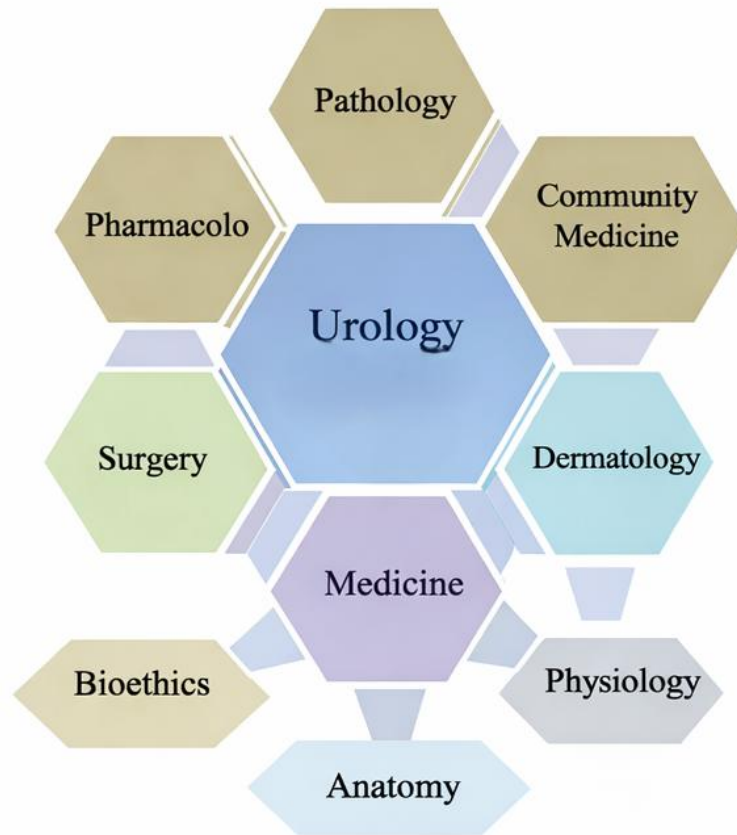 Pathology
Pharmacolo
Community
Medicine
Urology
Surgery
Dermatology
Medicine
Bioethics
Physiology
Anatomy